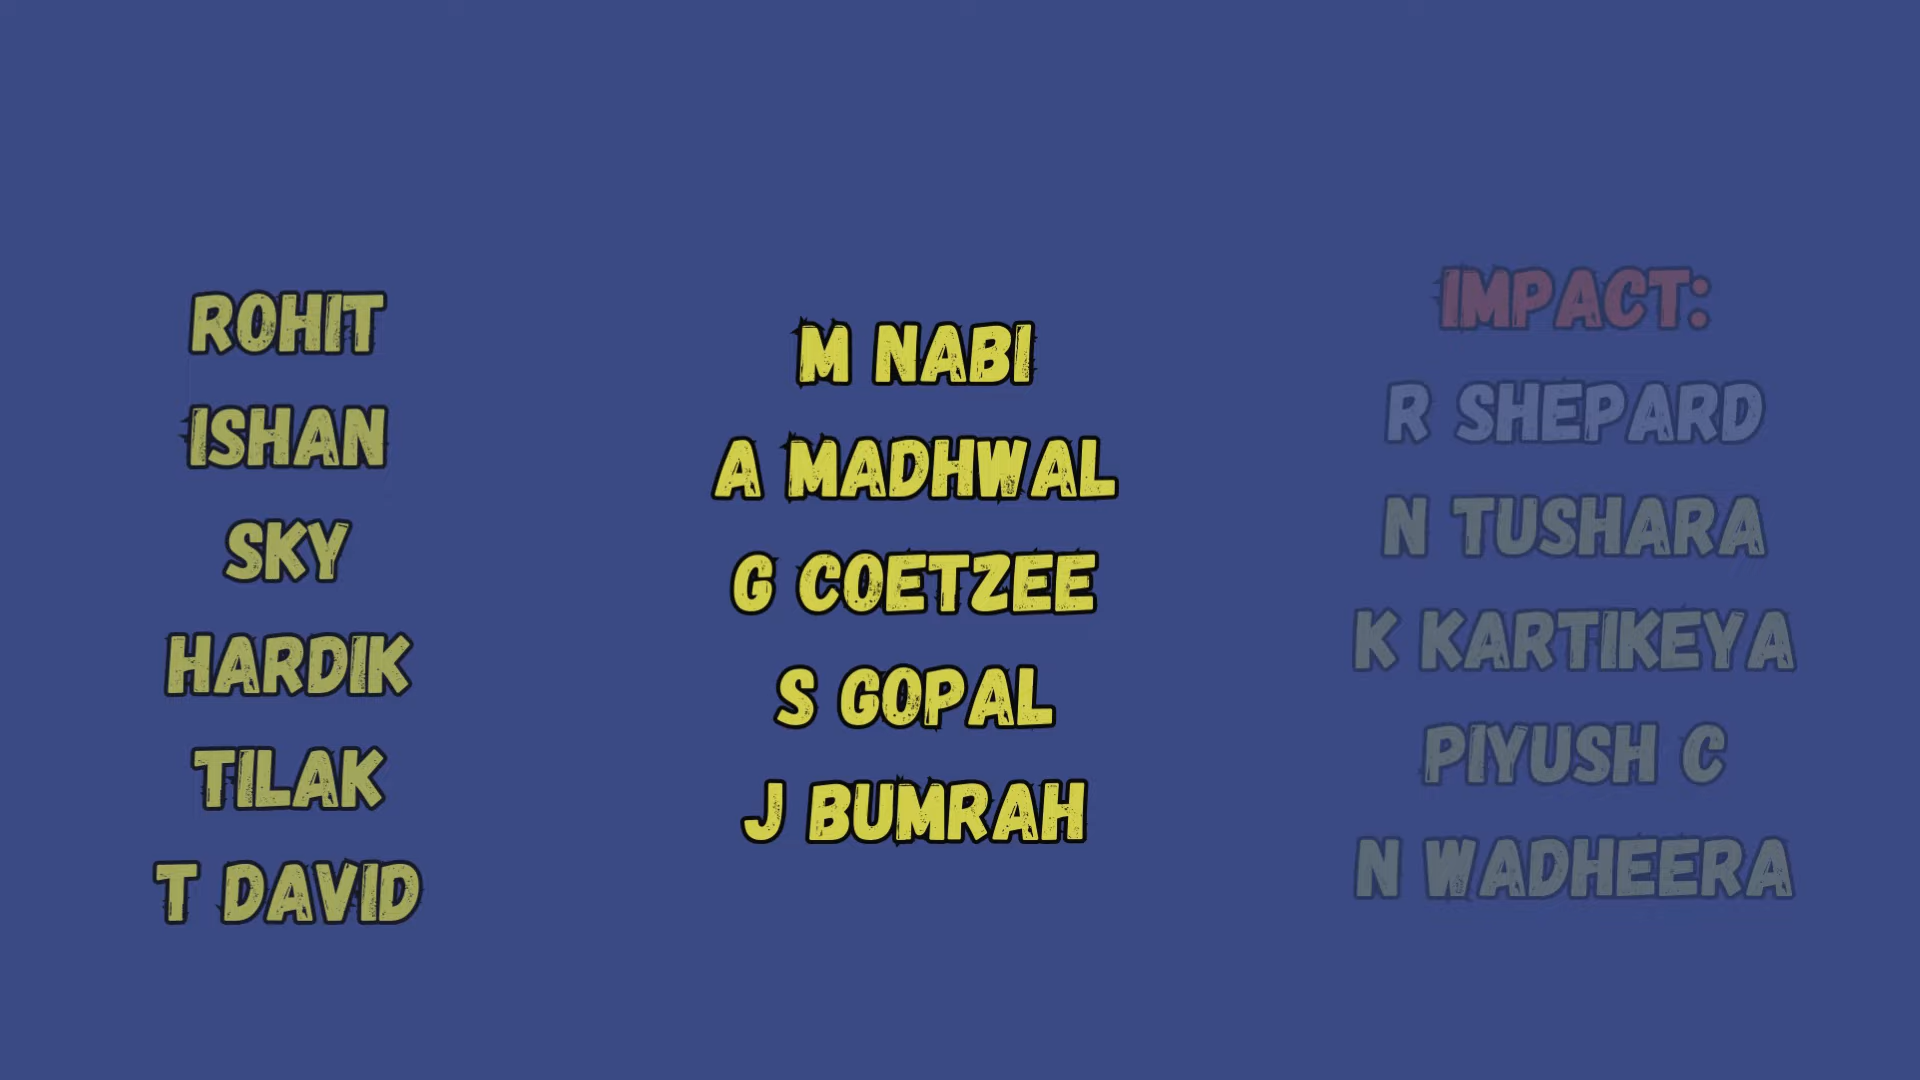 ROHIT
ISHAN
SKY
HARDIK
TILAK
T DAVID
M NABI
A MADHWAL
G COETZEE
S GOPAL
J BUMRAH
IMPACT:
R SHEPARD
N TUSHARA
K KARTIKEYA
PIYUSH C
N WADHEERA